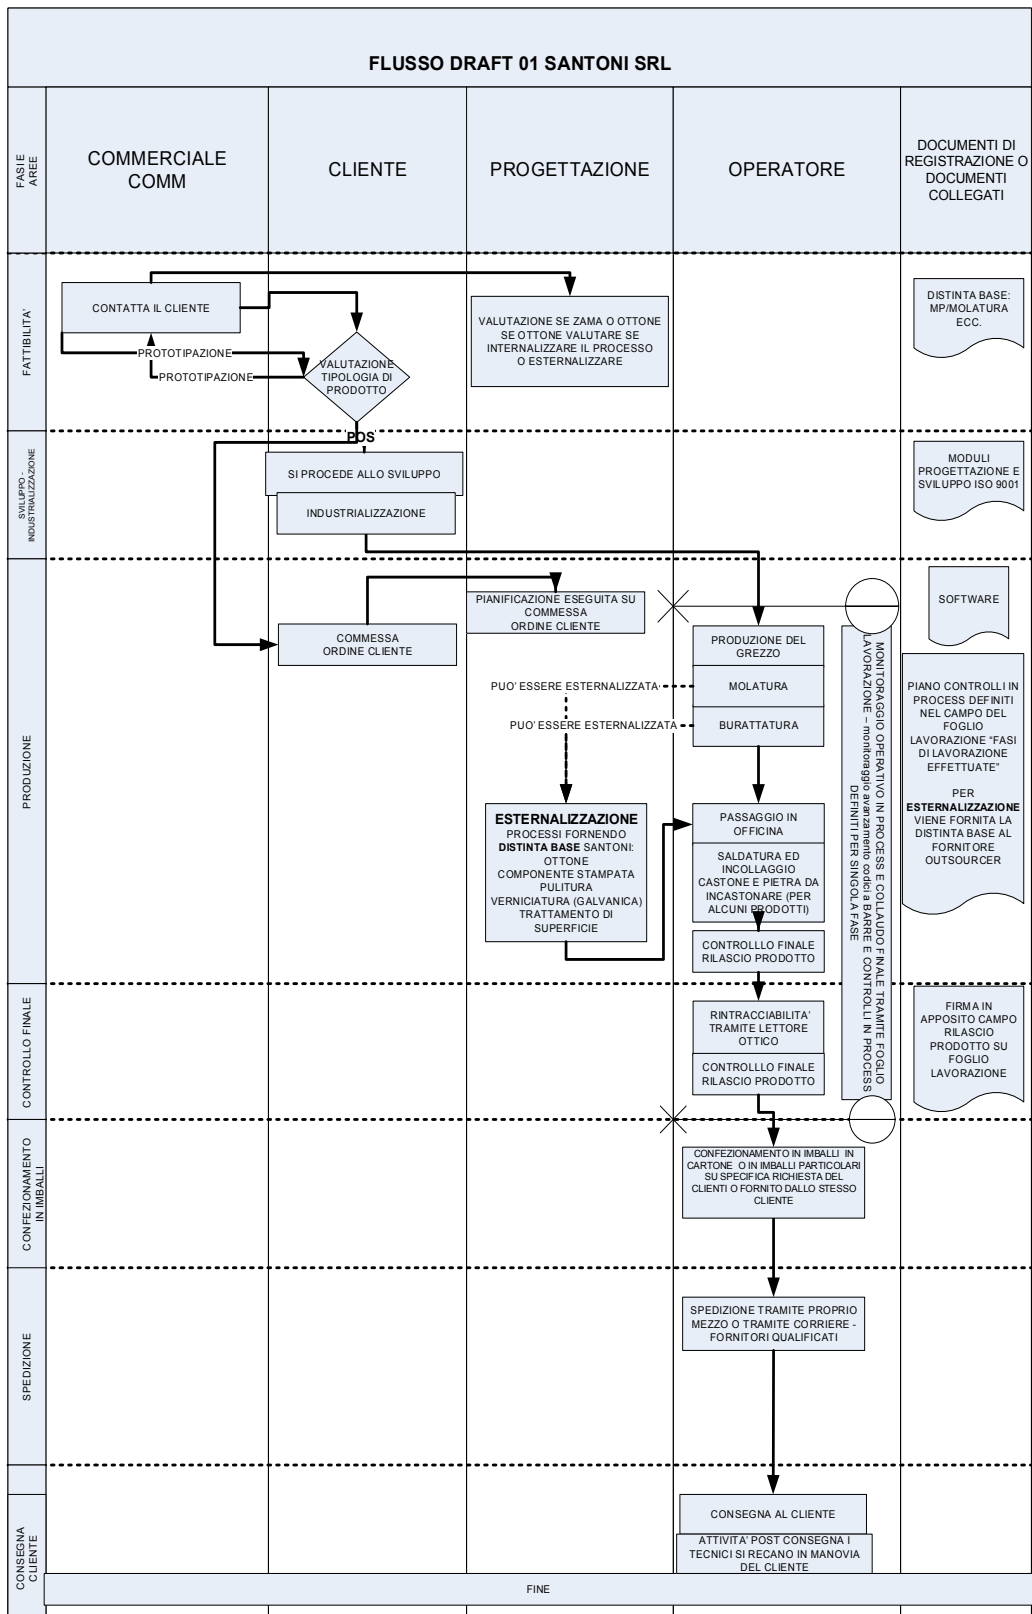 FLUSSO DRAFT 01 SANTONI SRL
FASI E
AREE
COMMERCIALE
COMM
CLIENTE
PROGETTAZIONE
OPERATORE
DOCUMENTI DI
REGISTRAZIONE O
DOCUMENTI
COLLEGATI
FATTIBILITA'
CONTATTA IL CLIENTE
PROTOTIPAZIONE
PROTOTIPAZIONE
VALUTAZIONE
TIPOLOGIA DI
PRODOTTO
VALUTAZIONE SE ZAMA O OTTONE
SE OTTONE VALUTARE SE
INTERNALIZZARE IL PROCESSO
O ESTERNALIZZARE
DISTINTA BASE:
MP/MOLATURA
ECC.
SVILUPPO -
INDUSTRIALIZZAZIONE
POS
SI PROCEDE ALLO SVILUPPO
INDUSTRIALIZZAZIONE
MODULI
PROGETTAZIONE E
SVILUPPO ISO 9001
PRODUZIONE
COMMESSA
ORDINE CLIENTE
PIANIFICAZIONE ESEGUITA SU
COMMESSA
ORDINE CLIENTE
PRODUZIONE DEL
GREZZO
MOLATURA
BURATTATURA
PUO' ESSERE ESTERNALIZZATA
PUO' ESSERE ESTERNALIZZATA
ESTERNALIZZAZIONE
PROCESSI FORNENDO
DISTINTA BASE SANTONI:
OTTONE
COMPONENTE STAMPATA
PULITURA
VERNICIATURA (GALVANICA)
TRATTAMENTO DI
SUPERFICIE
PASSAGGIO IN
OFFICINA
SALDATURA ED
INCOLLAGGIO
CASTONE E PIETRA DA
INCASTONARE (PER
ALCUNI PRODOTTI)
CONTROLLLO FINALE
RILASCIO PRODOTTO
MONITORAGGIO OPERATIVO IN PROCESS E COLLAUDO FINALE TRAMITE FOGLIO
LAVORAZIONE – monitoraggio avanzamento codici a BARRE E CONTROLLI IN PROCESS
DEFINITI PER SINGOLA FASE
SOFTWARE
PIANO CONTROLLI IN
PROCESS DEFINITI
NEL CAMPO DEL
FOGLIO
LAVORAZIONE “FASI
DI LAVORAZIONE
EFFETTUATE”
PER
ESTERNALIZZAZIONE
VIENE FORNITA LA
DISTINTA BASE AL
FORNITORE
OUTSOURCER
CONTROLLO FINALE
RINTRACCIABILITA'
TRAMITE LETTORE
OTTICO
CONTROLLLO FINALE
RILASCIO PRODOTTO
FIRMA IN
APPOSITO CAMPO
RILASCIO
PRODOTTO SU
FOGLIO
LAVORAZIONE
CONFEZIONAMENTO
IN IMBALLI
CONFEZIONAMENTO IN IMBALLI IN
CARTONE O IN IMBALLI PARTICOLARI
SU SPECIFICA RICHIESTA DEL
CLIENTI O FORNITO DALLO STESSO
CLIENTE
SPEDIZIONE
SPEDIZIONE TRAMITE PROPRIO
MEZZO O TRAMITE CORRIERE -
FORNITORI QUALIFICATI
CONSEGNA
CLIENTE
CONSEGNA AL CLIENTE
ATTIVITA' POST CONSEGNA I
TECNICI SI RECANO IN MANOVIA
DEL CLIENTE
FINE